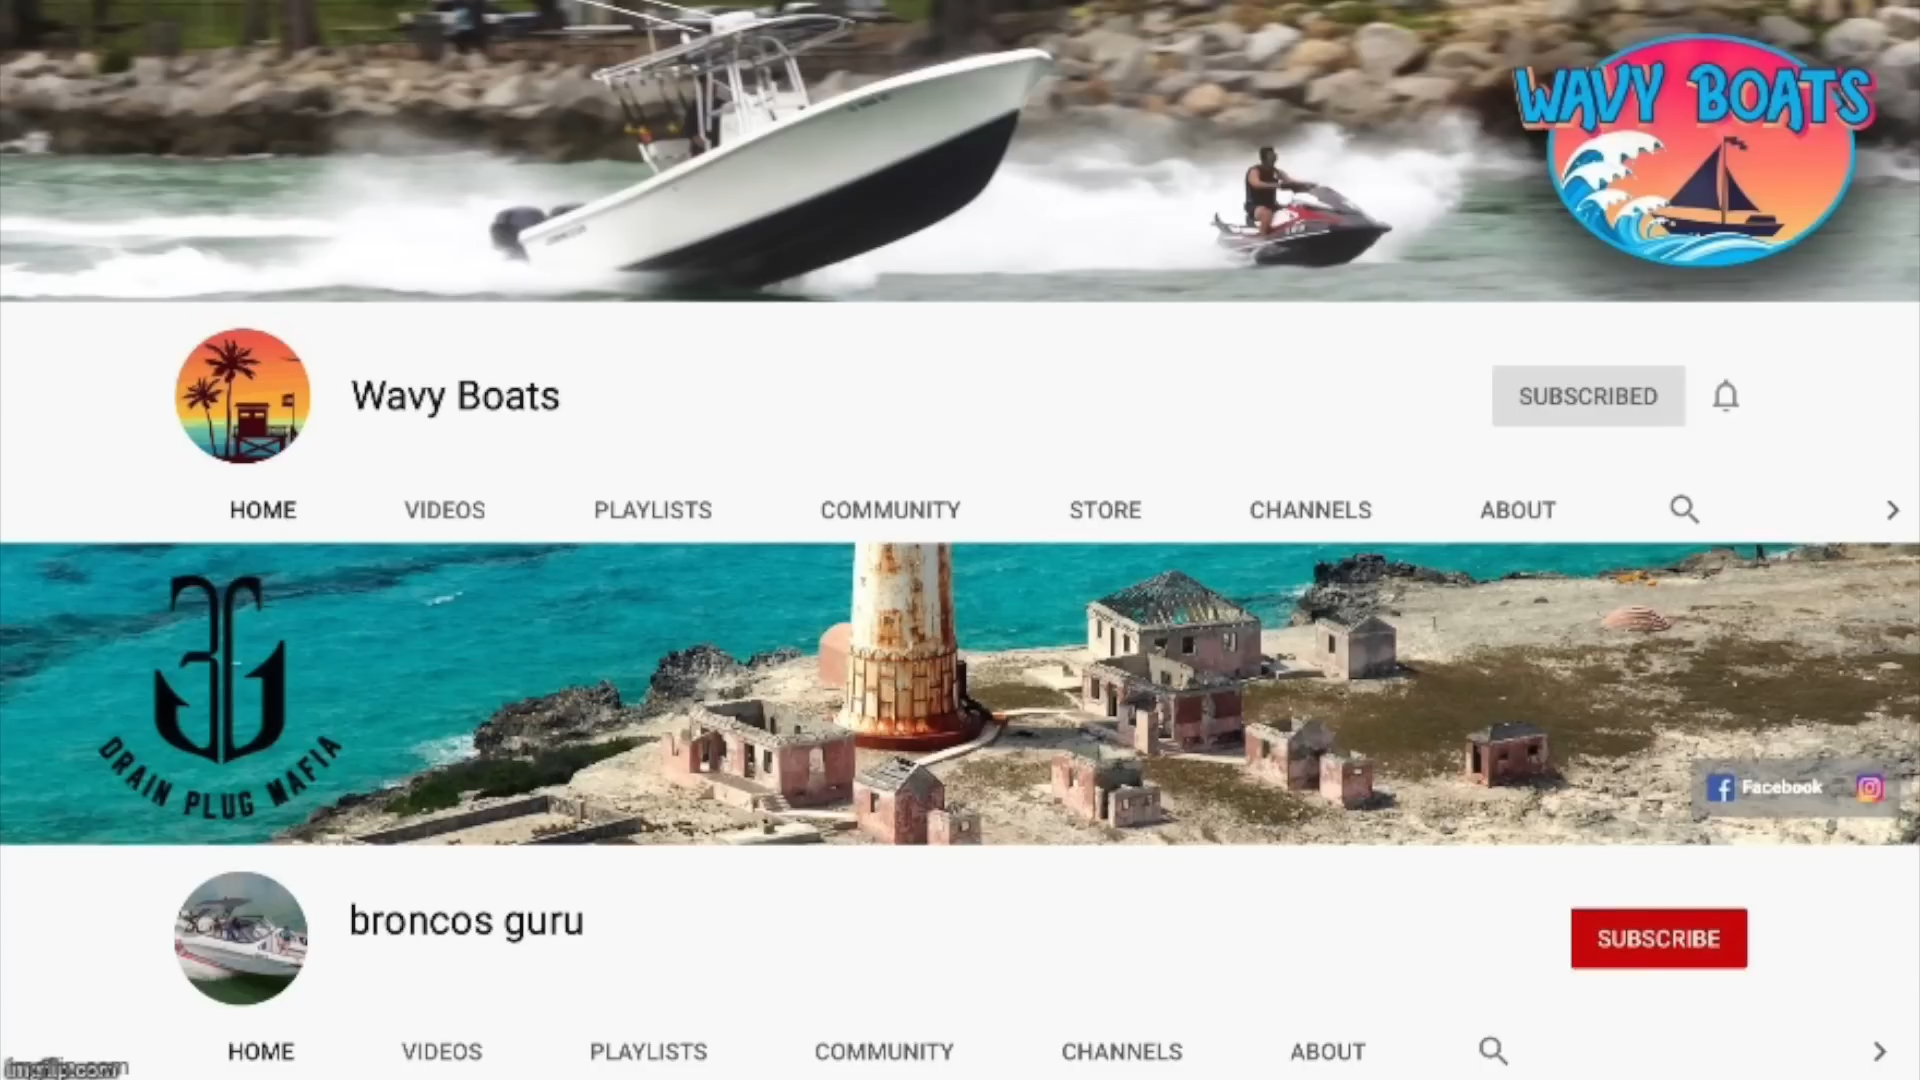 WAVY BOATS
Wavy Boats
SUBSCRIBED
HOME VIDEOS PLAYLISTS COMMUNITY STORE CHANNELS ABOUT
3G
DRAIN PLUG MAFIA
Facebook
broncos guru
SUBSCRIBE
HOME VIDEOS PLAYLISTS COMMUNITY CHANNELS ABOUT
imgflip.com